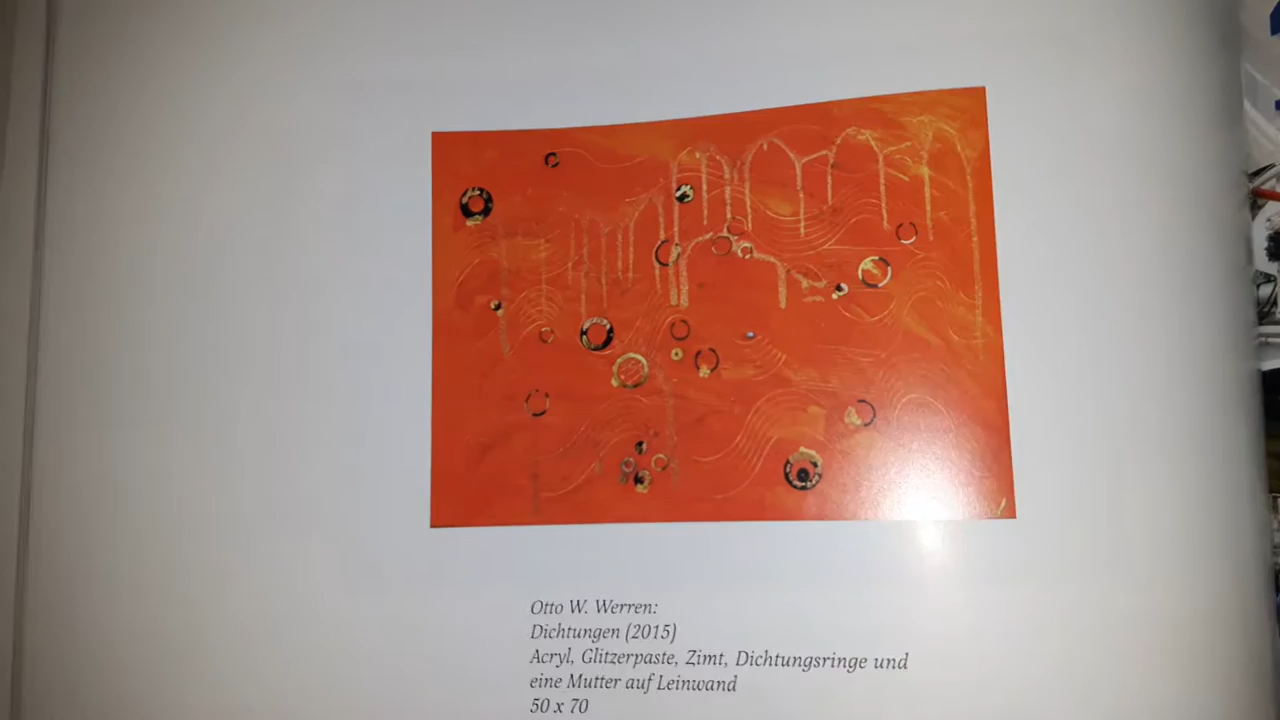 Otto W. Werren:
Dichtungen (2015)
Acryl, Glitzerpaste, Zimt, Dichtungsringe und
eine Mutter auf Leinwand
50 x 70